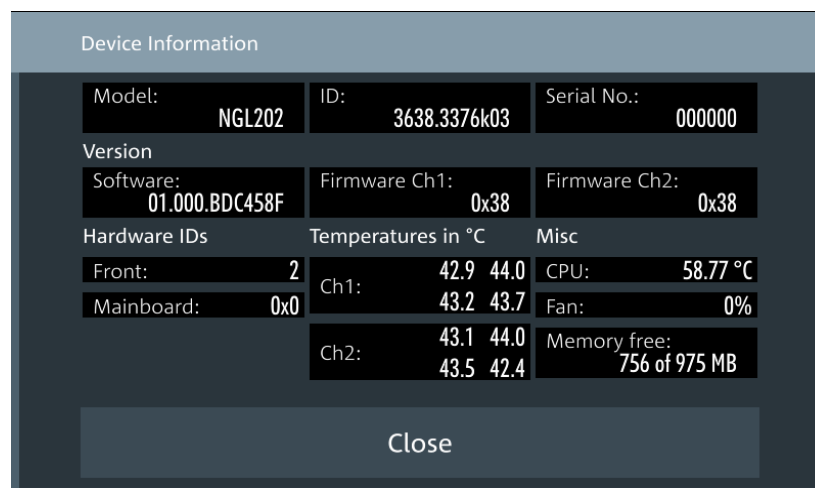 Device Information
Model: ID: Serial No.:
NGL202 3638.3376k03 000000
Version
Software: Firmware Ch1: Firmware Ch2:
01.000.BDC458F 0x38 0x38
Hardware IDs Temperatures in °C Misc
Front: 2 Ch1: 42.9 44.0 CPU: 58.77 °C
Mainboard: 0x0 43.2 43.7 Fan: 0%
Ch2: 43.1 44.0 Memory free:
43.5 42.4 756 of 975 MB
Close